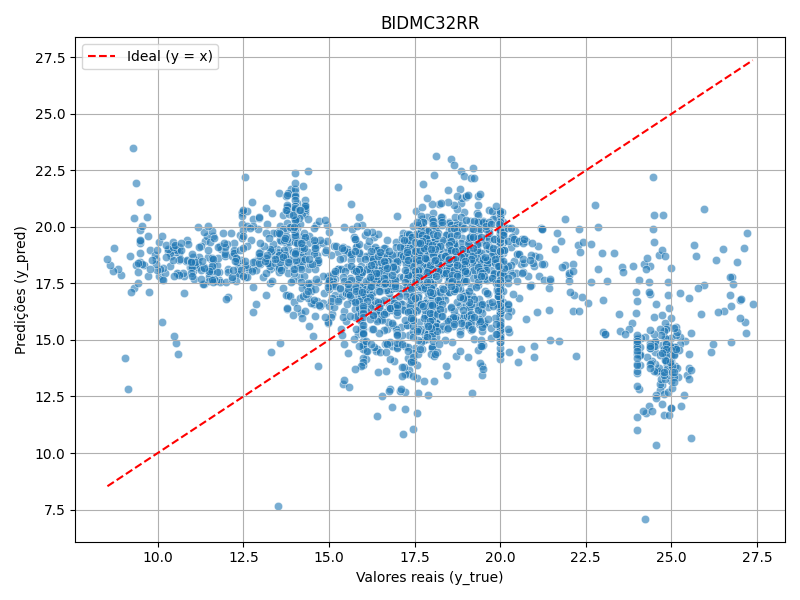 BIDMC32RR
Ideal (y = x)
27.5
25.0
22.5
20.0
17.5
15.0
12.5
10.0
7.5
Predições (y_pred)
10.0 12.5 15.0 17.5 20.0 22.5 25.0 27.5
Valores reais (y_true)